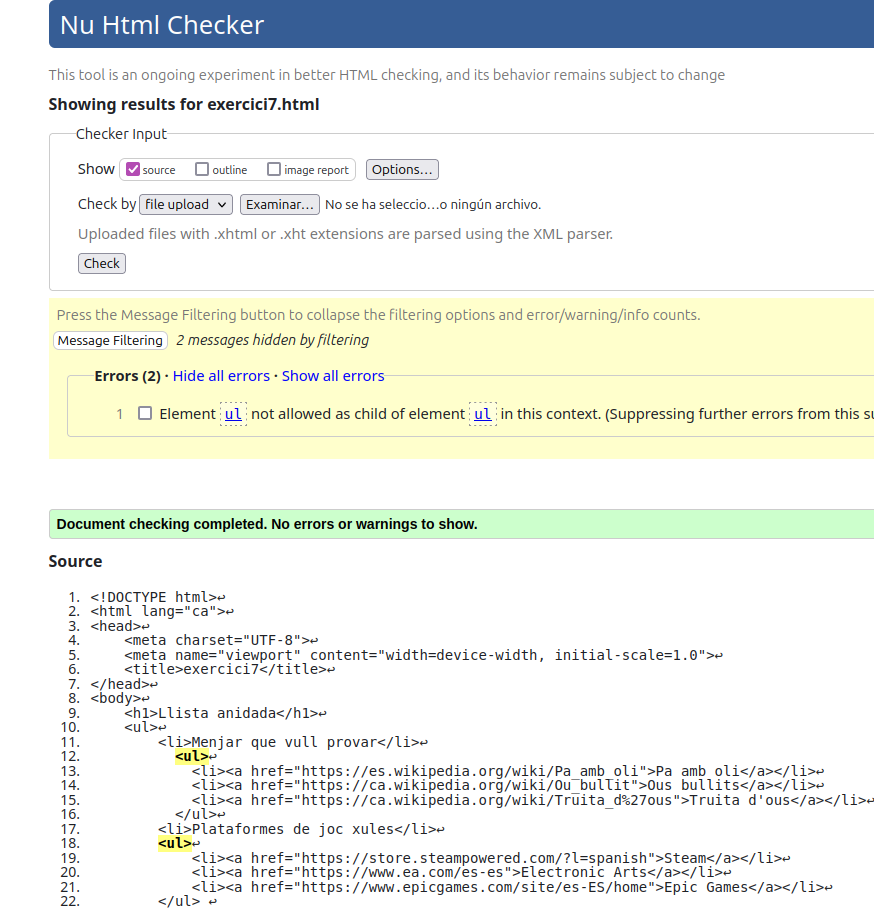 Nu Html Checker
This tool is an ongoing experiment in better HTML checking, and its behavior remains subject to change
Showing results for exercici7.html
Checker Input
Show source outline image report Options...
Check by file upload Examinar... No se ha seleccio...o ningún archivo.
Uploaded files with .xhtml or .xht extensions are parsed using the XML parser.
Check
Press the Message Filtering button to collapse the filtering options and error/warning/info counts.
Message Filtering 2 messages hidden by filtering
Errors (2) · Hide all errors · Show all errors
1 Element ul not allowed as child of element ul in this context. (Suppressing further errors from this su
Document checking completed. No errors or warnings to show.
Source
1. <!DOCTYPE html>↩
2. <html lang="ca">↩
3. <head>↩
4. <meta charset="UTF-8">↩
5. <meta name="viewport" content="width=device-width, initial-scale=1.0">↩
6. <title>exercici7</title>↩
7. </head>↩
8. <body>↩
9. <h1>Llista anidada</h1>↩
10. <ul>↩
11. <li>Menjar que vull provar</li>↩
12. <ul>↩
13. <li><a href="https://es.wikipedia.org/wiki/Pa_amb_oli">Pa amb oli</a></li>↩
14. <li><a href="https://ca.wikipedia.org/wiki/Ou_bullit">Ous bullits</a></li>↩
15. <li><a href="https://ca.wikipedia.org/wiki/Truita_d%27ous">Truita d'ous</a></li>↩
16. </ul>↩
17. <li>Plataformes de joc xules</li>↩
18. <ul>↩
19. <li><a href="https://store.steampowered.com/?l=spanish">Steam</a></li>↩
20. <li><a href="https://www.ea.com/es-es">Electronic Arts</a></li>↩
21. <li><a href="https://www.epicgames.com/site/es-ES/home">Epic Games</a></li>↩
22. </ul> ↩